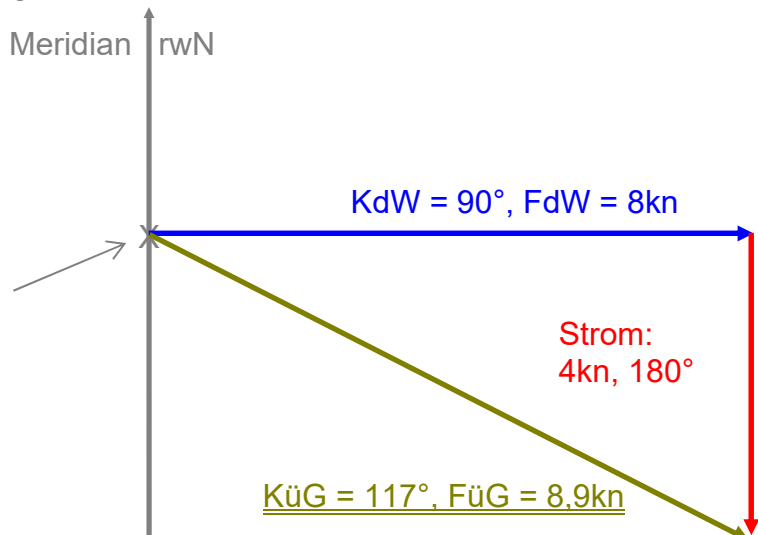 Meridian rwN
X
KdW = 90°, FdW = 8kn
Strom:
4kn, 180°
KüG = 117°, FüG = 8,9kn